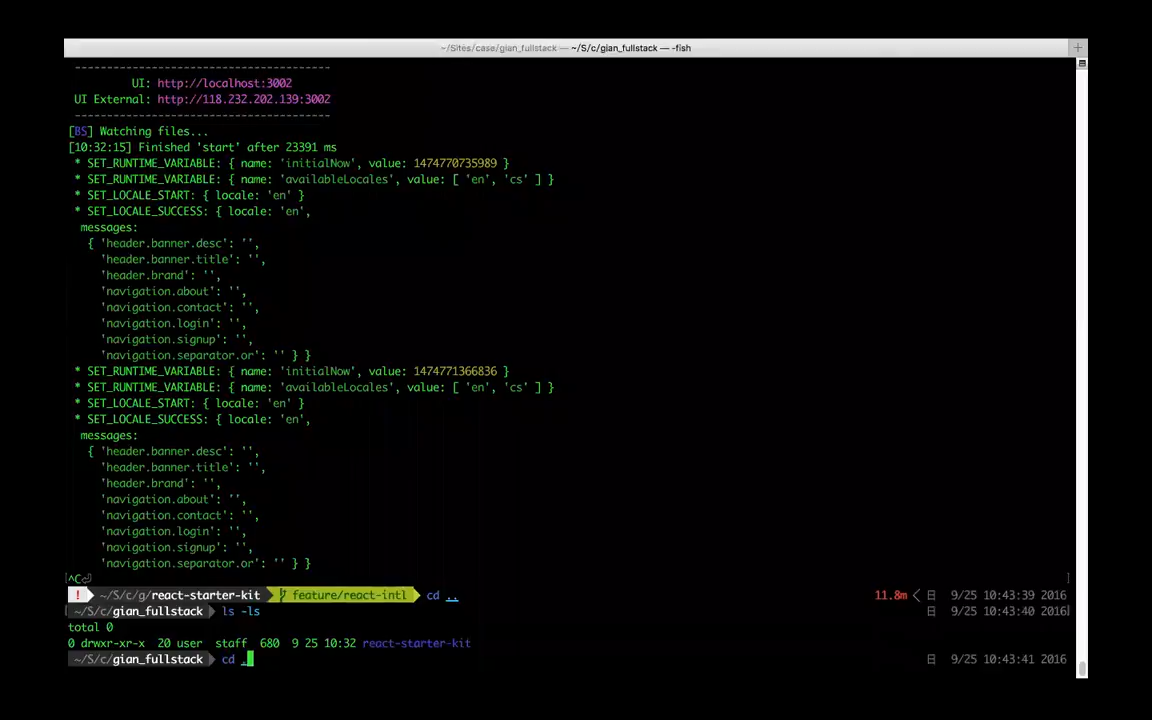 ~/Sites/case/gian_fullstack — ~/S/c/gian_fullstack — -fish +
---------------------------------------
UI: http://localhost:3002
UI External: http://118.232.202.139:3002
---------------------------------------
[BS] Watching files...
[10:32:15] Finished 'start' after 23391 ms
* SET_RUNTIME_VARIABLE: { name: 'initialNow', value: 1474770735989 }
* SET_RUNTIME_VARIABLE: { name: 'availableLocales', value: [ 'en', 'cs' ] }
* SET_LOCALE_START: { locale: 'en' }
* SET_LOCALE_SUCCESS: { locale: 'en',
messages:
{ 'header.banner.desc': '',
'header.banner.title': '',
'header.brand': '',
'navigation.about': '',
'navigation.contact': '',
'navigation.login': '',
'navigation.signup': '',
'navigation.separator.or': '' } }
* SET_RUNTIME_VARIABLE: { name: 'initialNow', value: 1474771366836 }
* SET_RUNTIME_VARIABLE: { name: 'availableLocales', value: [ 'en', 'cs' ] }
* SET_LOCALE_START: { locale: 'en' }
* SET_LOCALE_SUCCESS: { locale: 'en',
messages:
{ 'header.banner.desc': '',
'header.banner.title': '',
'header.brand': '',
'navigation.about': '',
'navigation.contact': '',
'navigation.login': '',
'navigation.signup': '',
'navigation.separator.or': '' } }
^C⏎
! ~/S/c/g/react-starter-kit feature/react-intl cd .. 11.8m < 日 9/25 10:43:39 2016
~/S/c/gian_fullstack ls -ls 日 9/25 10:43:40 2016
total 0
0 drwxr-xr-x 20 user staff 680 9 25 10:32 react-starter-kit
~/S/c/gian_fullstack cd . 日 9/25 10:43:41 2016